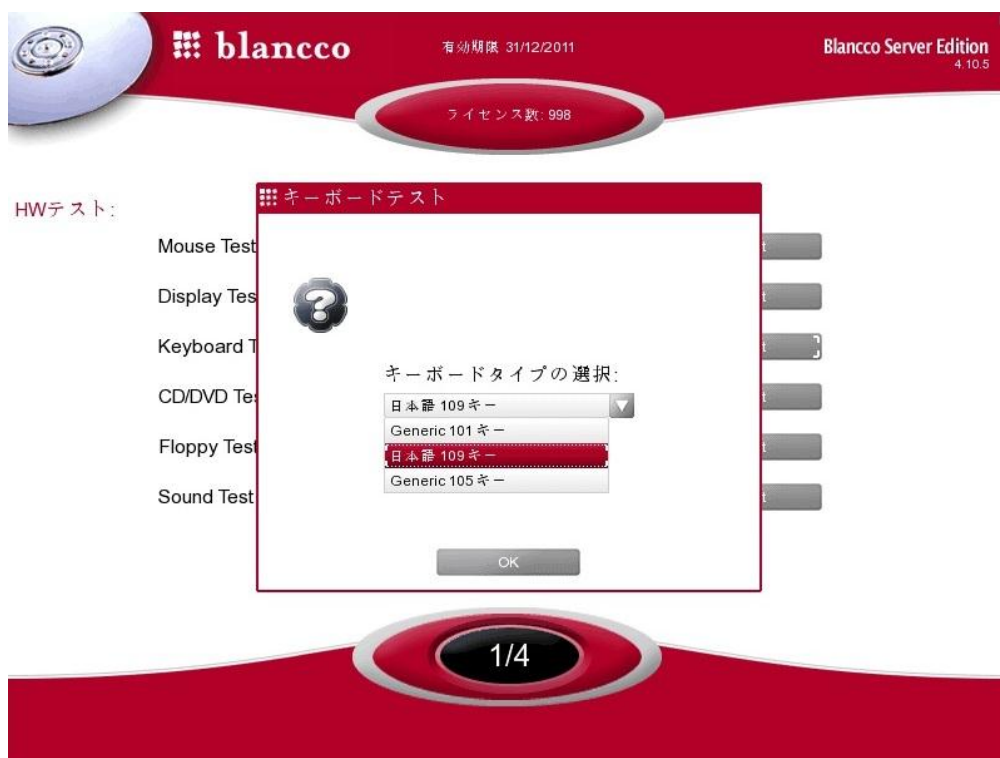 blancco
有効期限 31/12/2011
Blancco Server Edition
4.10.5
ライセンス数: 998
キーボードテスト
HWテスト:
Mouse Test
Display Tes
Keyboard T
CD/DVD Te
Floppy Test
Sound Test
キーボードタイプの選択:
日本語 109キー
Generic 101キー
日本語 109キー
Generic 105キー
OK
1/4